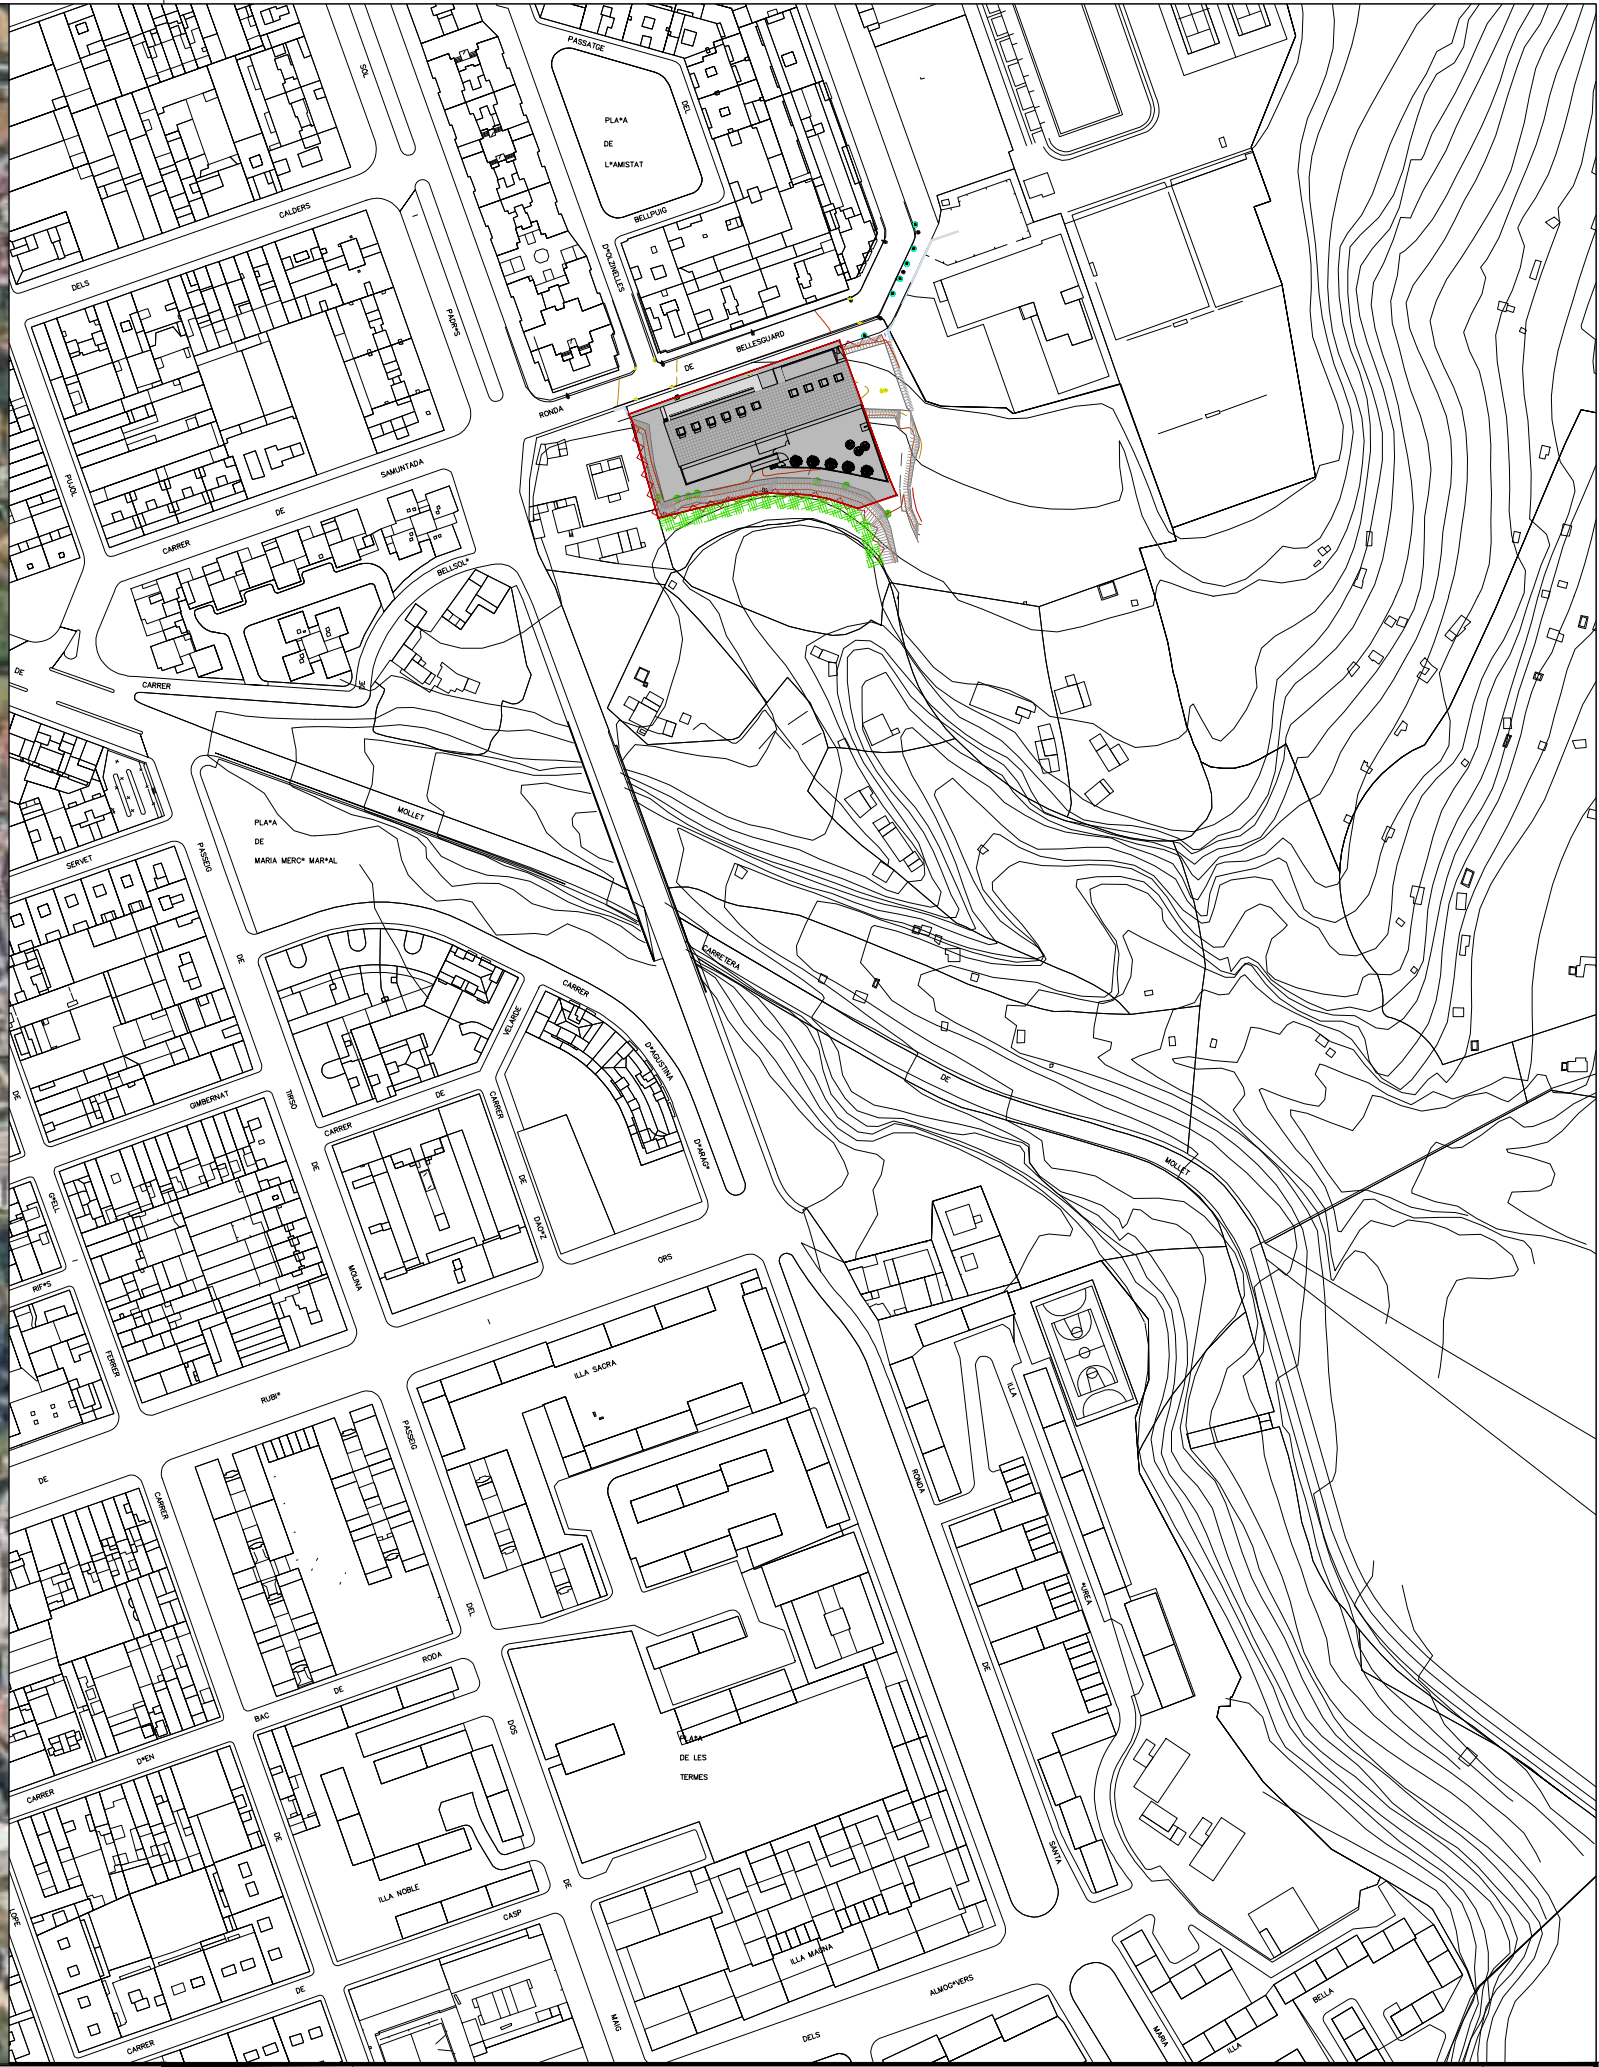 PASSATGE
SOL
DEL
PLA*A
DE
L*AMISTAT
CALDERS
BELLPUIG
D*OLZINELLES
DELS
PADR*S
BELLESGUARD
DE
RONDA
SAMUNTADA
PUJOL
DE
CARRER
BELLSOL*
DE
CARRER
DE
MOLLET
PLA*A
DE
MARIA MERC* MAR*AL
SERVET
PASSEIG
DE
CARRETERA
CARRER
VELARDE
D*AGUSTINA
DE
DE
GIMBERNAT
TIRSO
DE
CARRER
CARRER
D*ARAG*
MOLLET
DE
DE
G*ELL
DAO*Z
ORS
RIF*S
MOLINA
FERRER
ILLA SACRA
ILLA
RUBI*
PASSEIG
DE
CARRER
RONDA
*UREA
DEL
RODA
DE
DE
BAC
DOS
DE LES
TERMES
D*EN
CARRER
DE
SANTA
ILLA NOBLE
DE
CASP
ILLA MAGNA
DE
ALMOG*VERS
BELLA
MAIG
DELS
MARIA
CARRER
ILLA